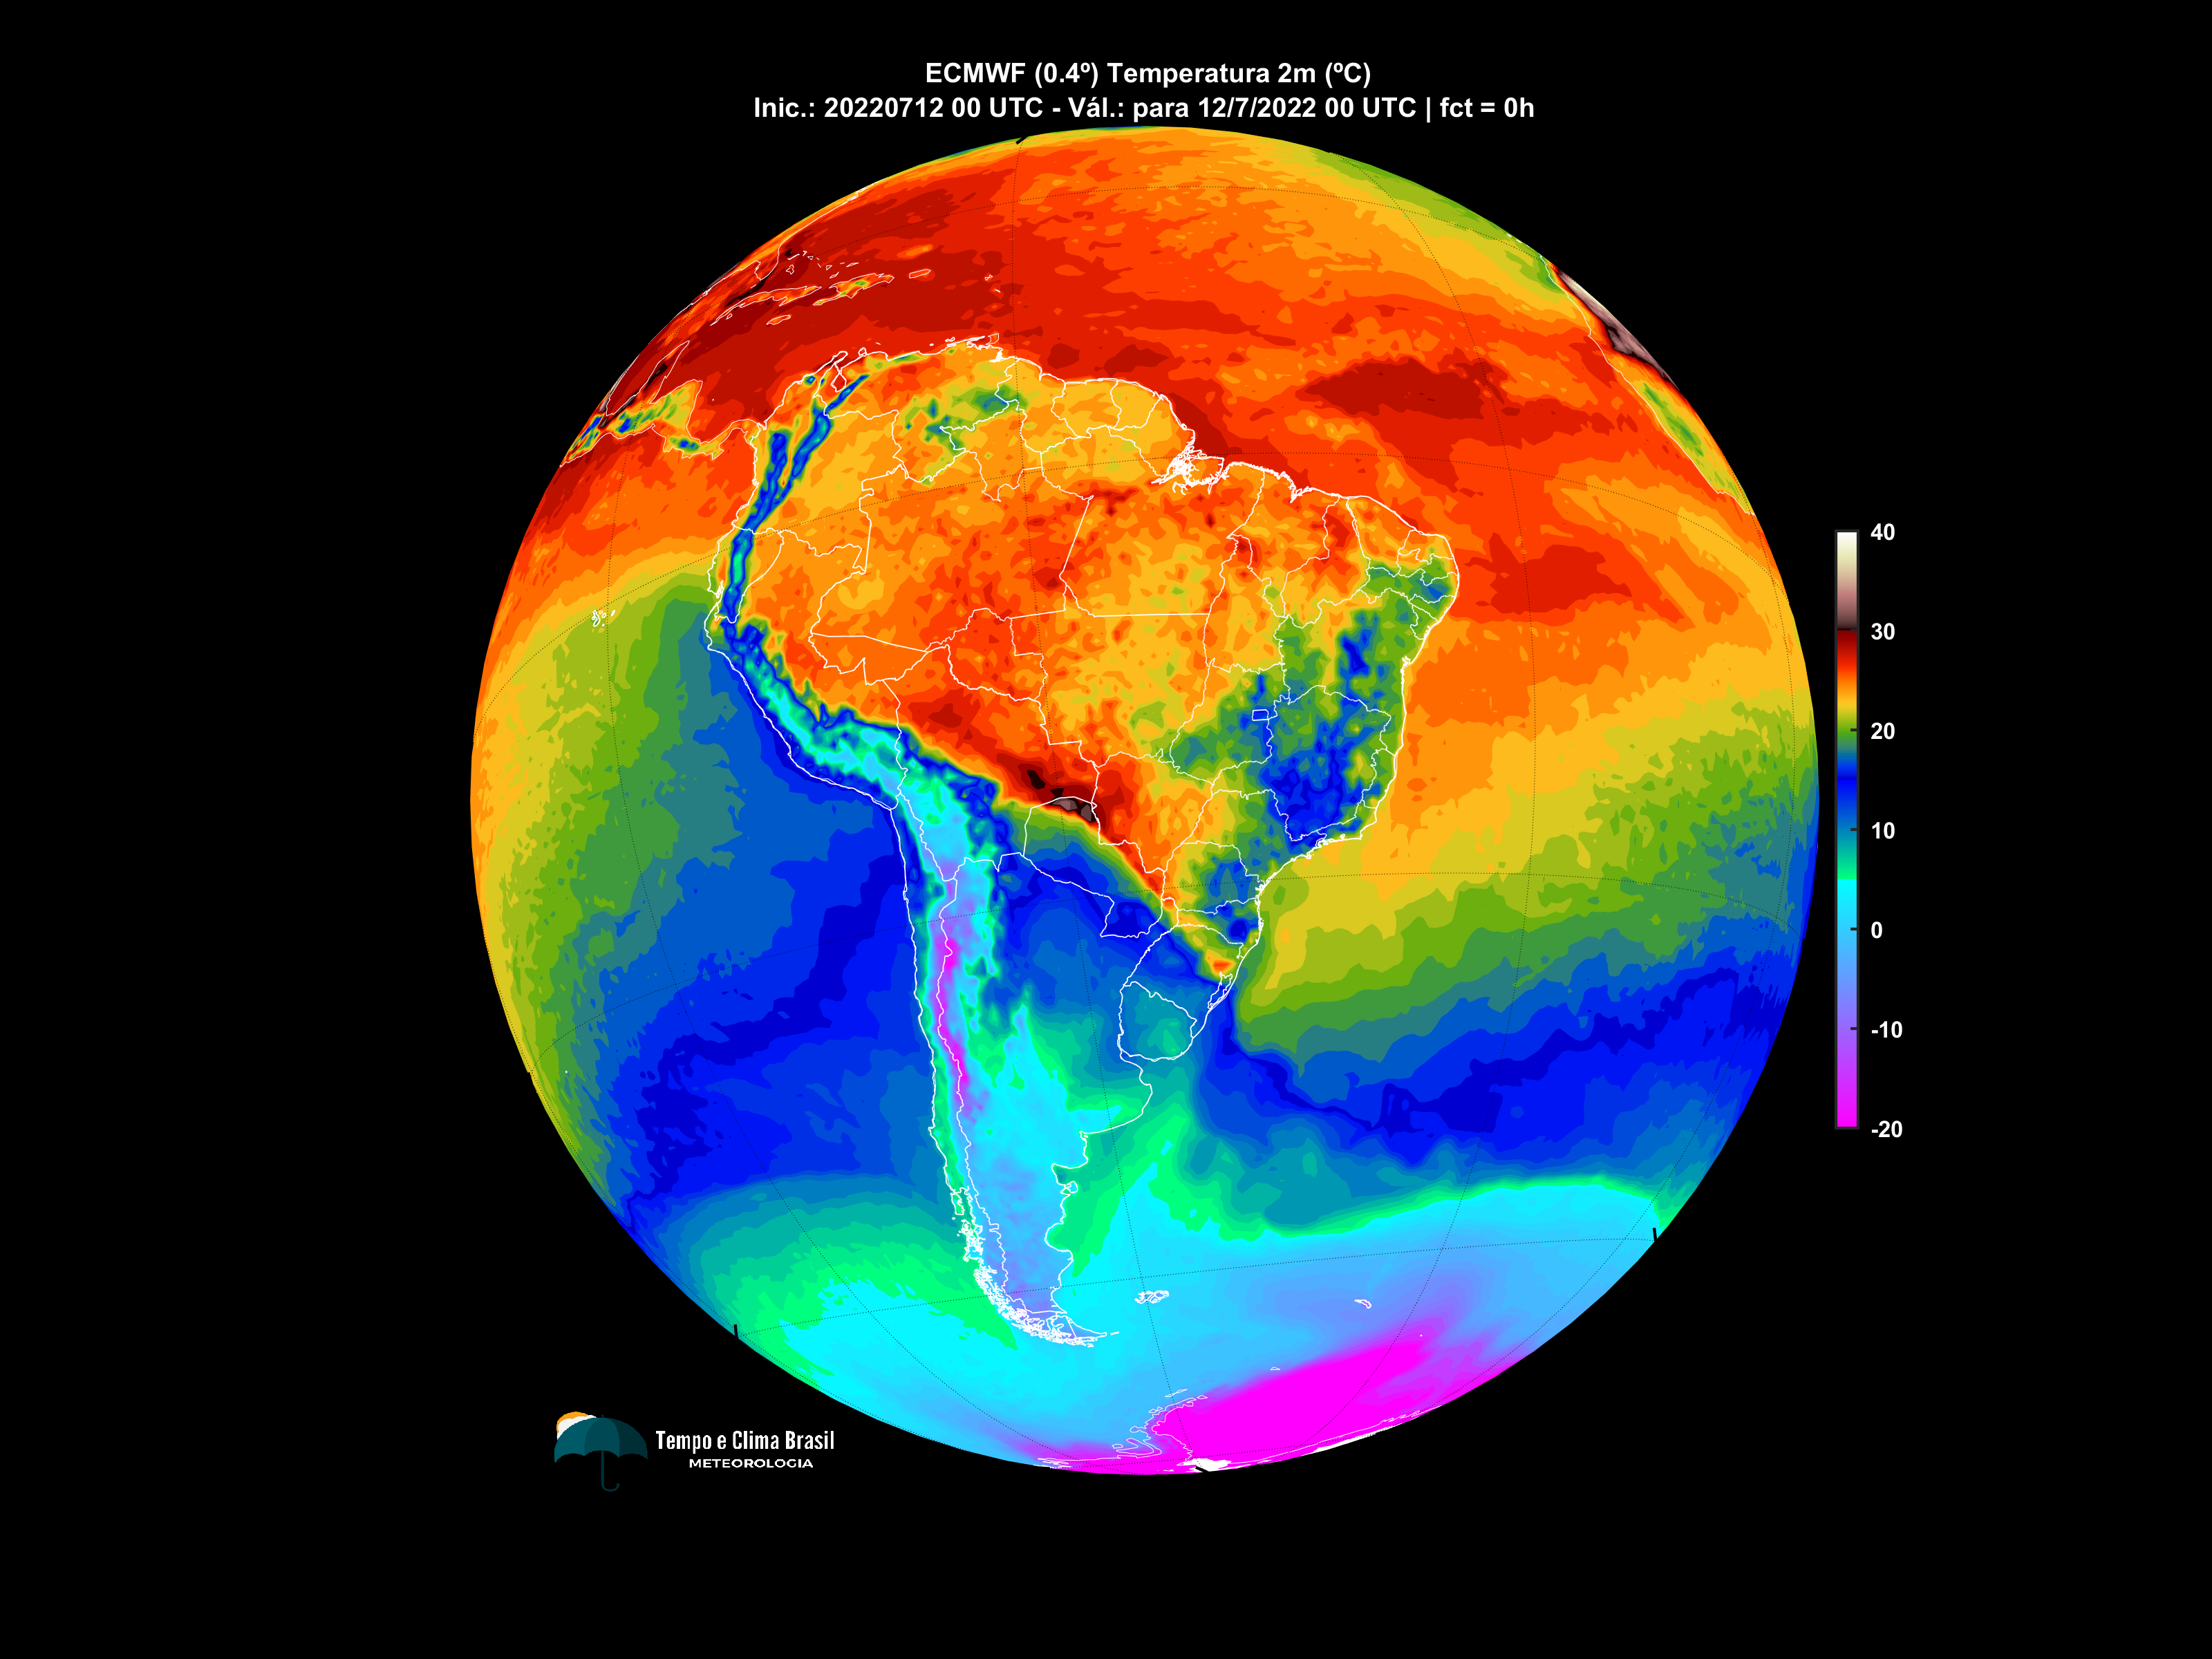 ECMWF (0.4º) Temperatura 2m (ºC)
Inic.: 20220712 00 UTC - Vál.: para 12/7/2022 00 UTC | fct = 0h
40
30
20
10
0
-10
-20
Tempo e Clima Brasil
METEOROLOGIA